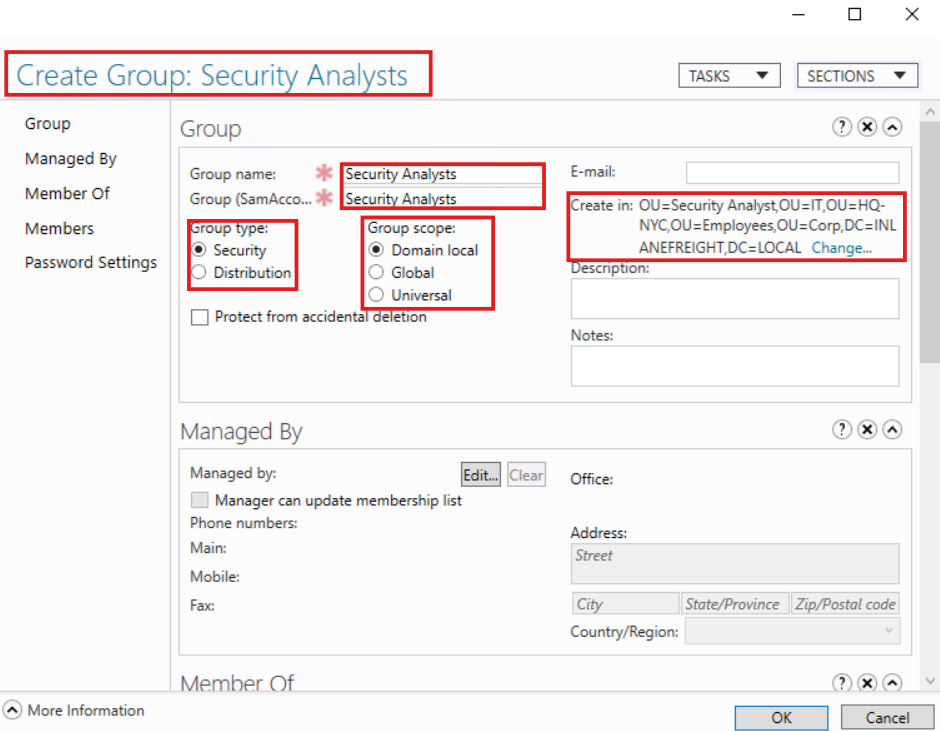 Create Group: Security Analysts
TASKS
SECTIONS
Group
Managed By
Member Of
Members
Password Settings
Group
Group name: * Security Analysts
Group (SamAcco... * Security Analysts
Group type:
Security
Distribution
Group scope:
Domain local
Global
Universal
Protect from accidental deletion
E-mail:
Create in: OU=Security Analyst,OU=IT,OU=HQ-
NYC,OU=Employees,OU=Corp,DC=INL
ANEFREIGHT,DC=LOCAL Change...
Description:
Notes:
Managed By
Managed by:
Edit... Clear
Manager can update membership list
Phone numbers:
Main:
Mobile:
Fax:
Office:
Address:
Street
City State/Province Zip/Postal code
Country/Region:
Member Of
More Information
OK Cancel